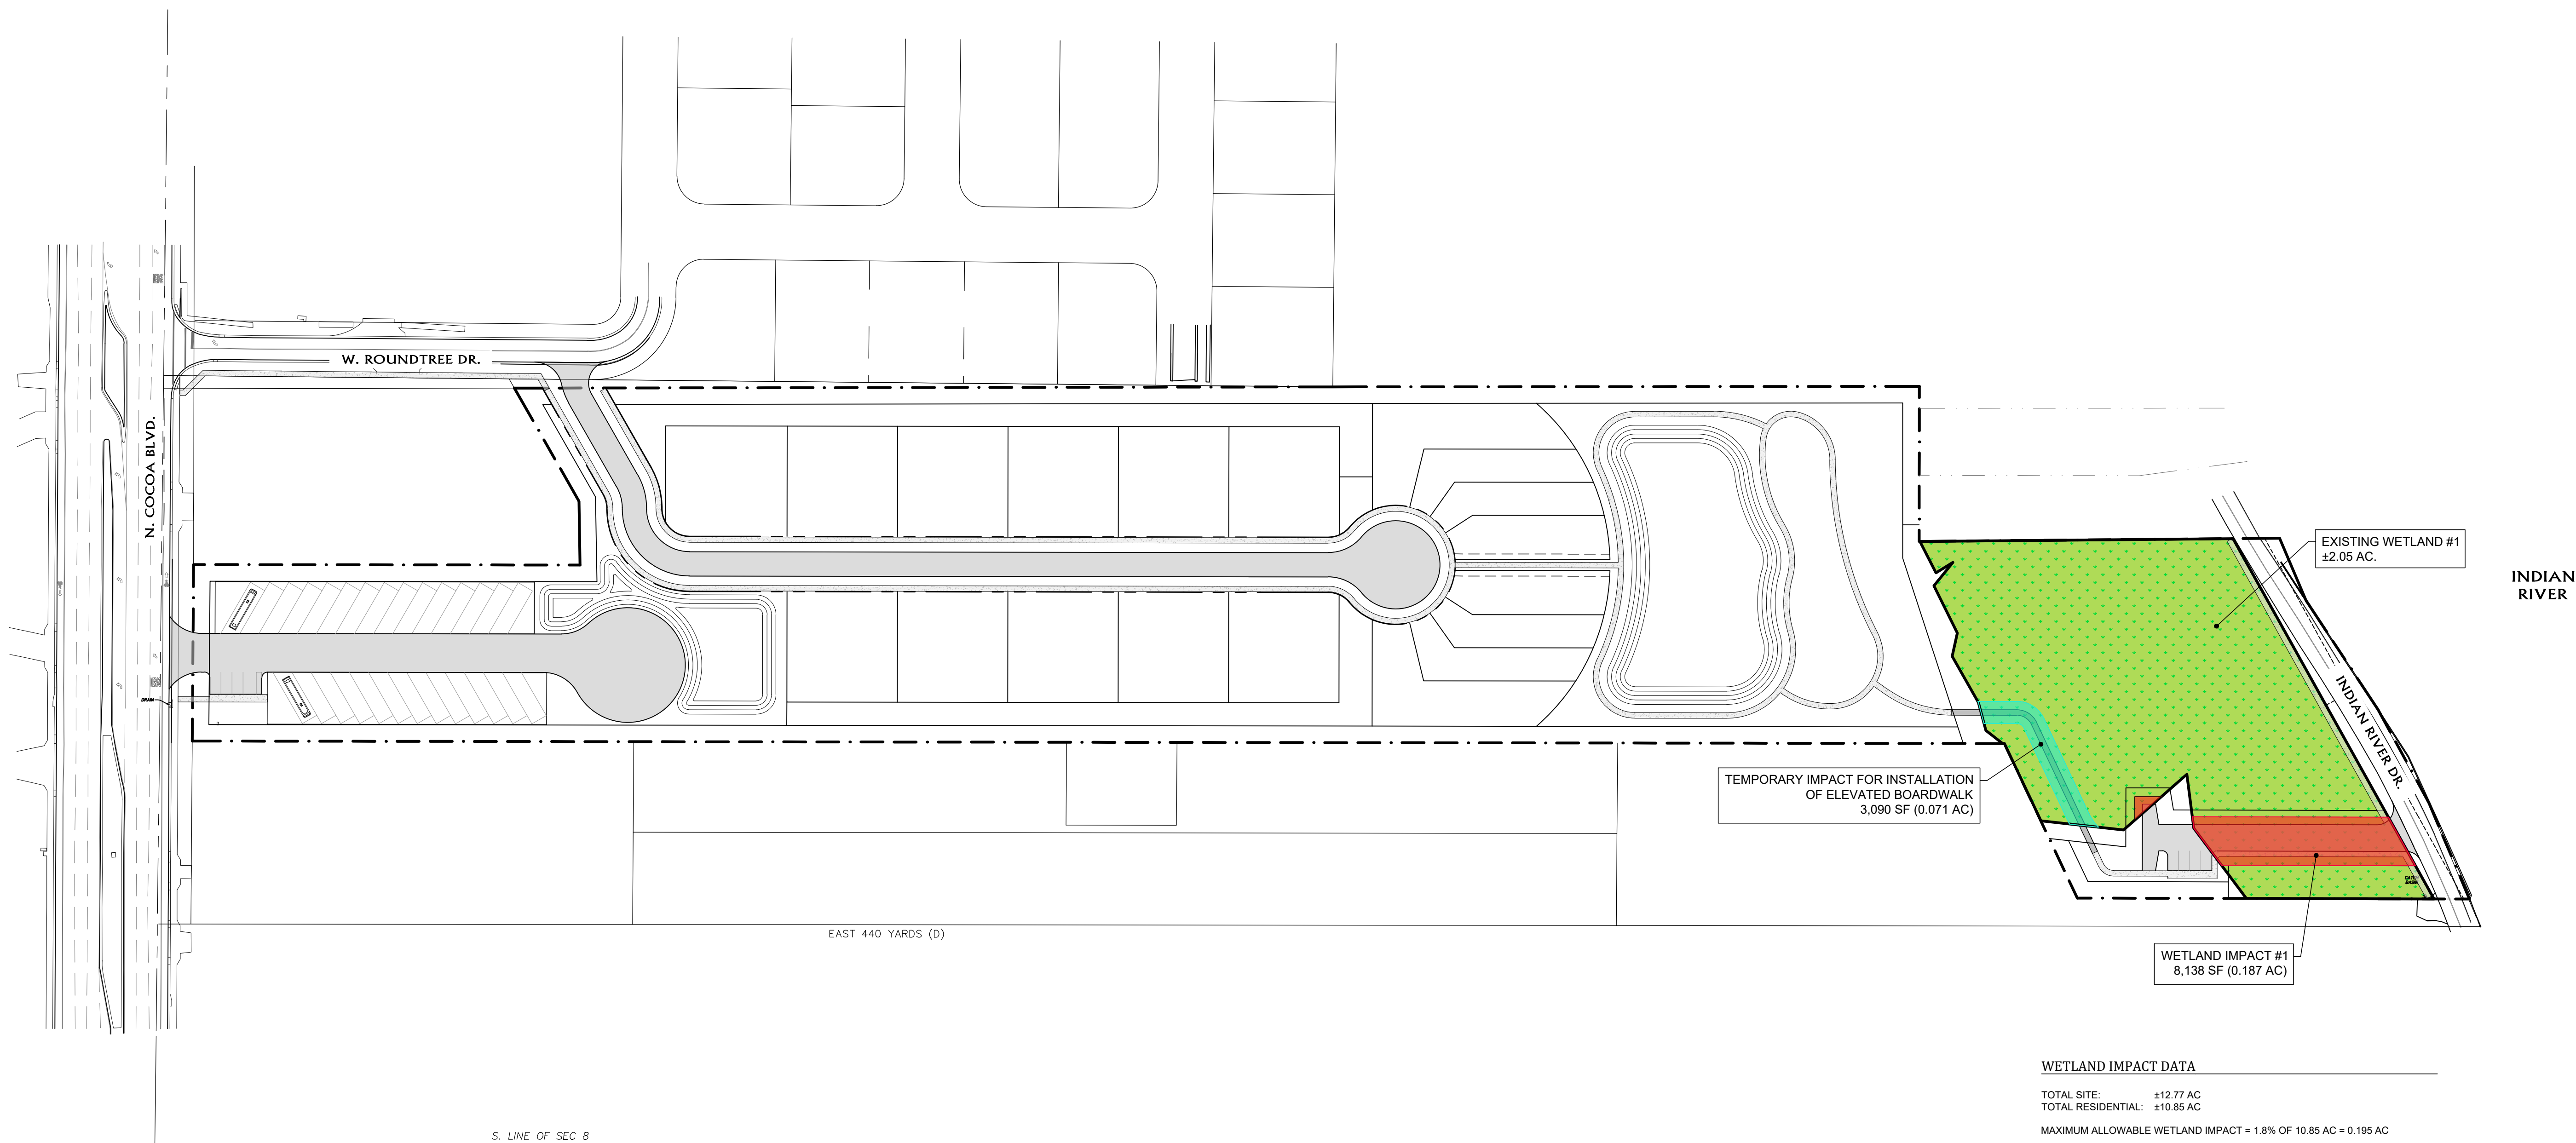 W. ROUNDTREE DR.
N. COCOA BLVD.
DRAIN
EXISTING WETLAND #1
±2.05 AC.
INDIAN
RIVER
INDIAN RIVER DR.
TEMPORARY IMPACT FOR INSTALLATION
OF ELEVATED BOARDWALK
3,090 SF (0.071 AC)
EAST 440 YARDS (D)
WETLAND IMPACT #1
8,138 SF (0.187 AC)
WETLAND IMPACT DATA
TOTAL SITE: ±12.77 AC
TOTAL RESIDENTIAL: ±10.85 AC
MAXIMUM ALLOWABLE WETLAND IMPACT = 1.8% OF 10.85 AC = 0.195 AC
S. LINE OF SEC 8